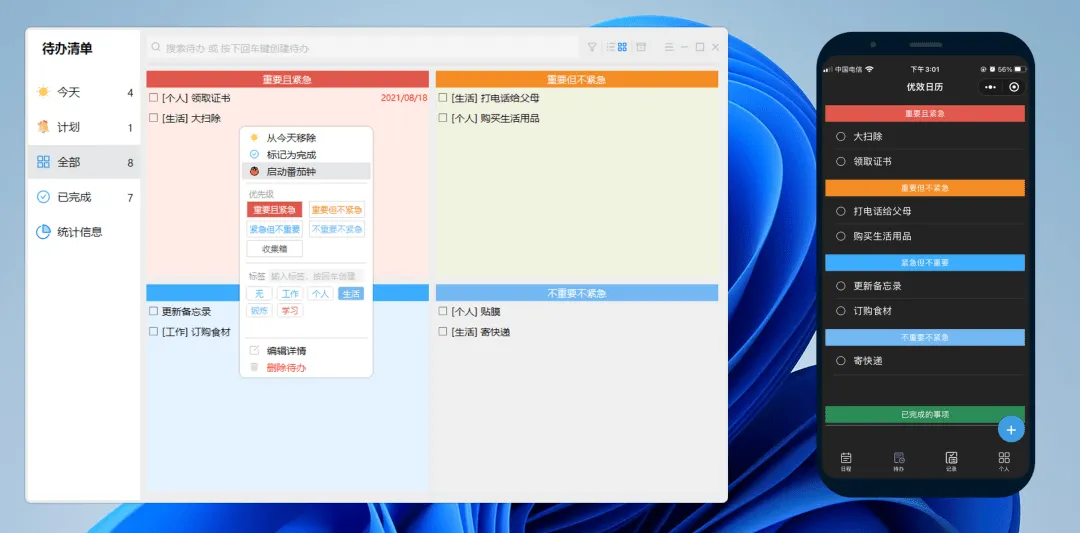 待办清单
搜索待办 或 按下回车键创建待办
今天 4
计划 1
全部 8
已完成 7
统计信息
重要且紧急
[个人] 领取证书 2021/08/18
[生活] 大扫除
重要但不紧急
[生活] 打电话给父母
[个人] 购买生活用品
更新备忘录
[工作] 订购食材
不重要不紧急
[个人] 贴膜
[生活] 寄快递
从今天移除
标记为完成
启动番茄钟
优先级
重要且紧急 重要但不紧急
紧急但不重要 不重要不紧急
收集箱
标签 输入标签，按回车创建
无 工作 个人 生活
锻炼 学习
编辑详情
删除待办
中国电信 下午3:01 56%
优效日历
重要且紧急
大扫除
领取证书
重要但不紧急
打电话给父母
购买生活用品
紧急但不重要
更新备忘录
订购食材
不重要不紧急
寄快递
已完成的事项
日程 待办 记录 个人